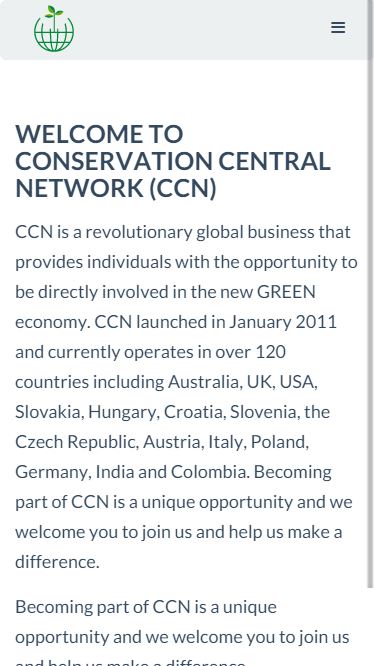 WELCOME TO
CONSERVATION CENTRAL
NETWORK (CCN)
CCN is a revolutionary global business that
provides individuals with the opportunity to
be directly involved in the new GREEN
economy. CCN launched in January 2011
and currently operates in over 120
countries including Australia, UK, USA,
Slovakia, Hungary, Croatia, Slovenia, the
Czech Republic, Austria, Italy, Poland,
Germany, India and Colombia. Becoming
part of CCN is a unique opportunity and we
welcome you to join us and help us make a
difference.
Becoming part of CCN is a unique
opportunity and we welcome you to join us
and help us make a difference